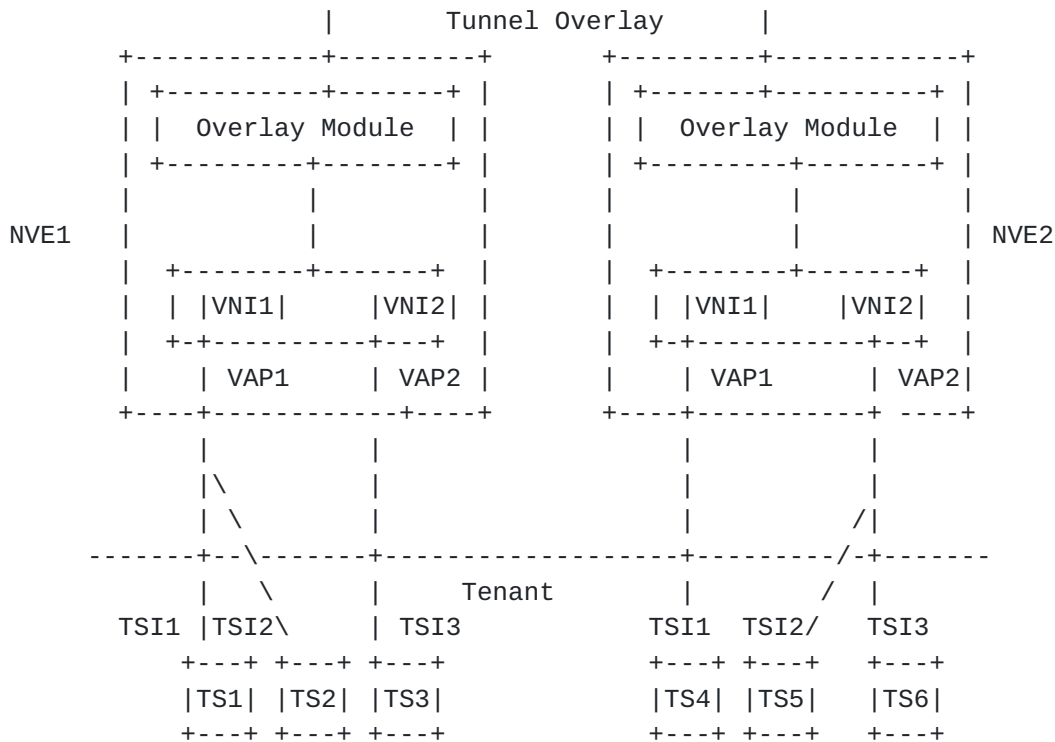 Tunnel Overlay
Overlay Module Overlay Module
NVE1 NVE2
VNI1 VNI2 VNI1 VNI2
VAP1 VAP2 VAP1 VAP2
Tenant
TSI1 TSI2 TSI3 TSI1 TSI2 TSI3
TS1 TS2 TS3 TS4 TS5 TS6